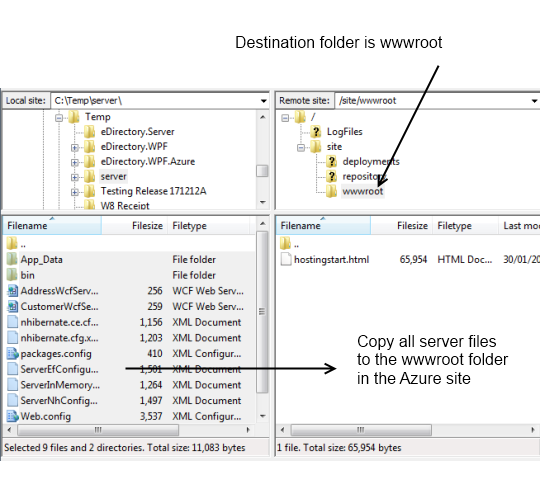 Destination folder is wwwroot
Local site: C:\Temp\server\
Remote site: /site/wwwroot
Temp
eDirectory.Server
eDirectory.WPF
eDirectory.WPF.Azure
server
Testing Release 171212A
W8 Receipt
/
LogFiles
site
deployments
repository
wwwroot
Filename Filesize Filetype
..
App_Data File folder
bin File folder
AddressWcfServ... 256 WCF Web Serv...
CustomerWcfSe... 259 WCF Web Serv...
nhibernate.ce.cf... 1,156 XML Document
nhibernate.cfg.x... 1,203 XML Document
packages.config 410 XML Configur...
ServerEfConfigu... 1,501 XML Document
ServerInMemory... 1,264 XML Document
ServerNhConfig... 1,497 XML Document
Web.config 3,537 XML Configur...
Selected 9 files and 2 directories. Total size: 11,083 bytes
Filename Filesize Filetype Last mo
..
hostingstart.html 65,954 HTML Doc... 30/01/20
Copy all server files
to the wwwroot folder
in the Azure site
1 file. Total size: 65,954 bytes